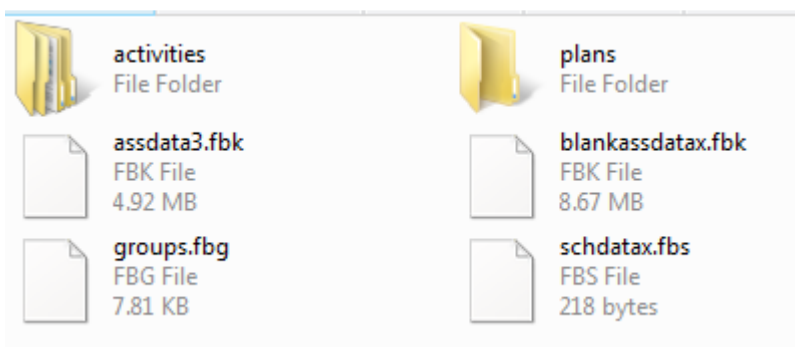 activities
File Folder
plans
File Folder
assdata3.fbk
FBK File
4.92 MB
blankassdatax.fbk
FBK File
8.67 MB
groups.fbg
FBG File
7.81 KB
schdatax.fbs
FBS File
218 bytes